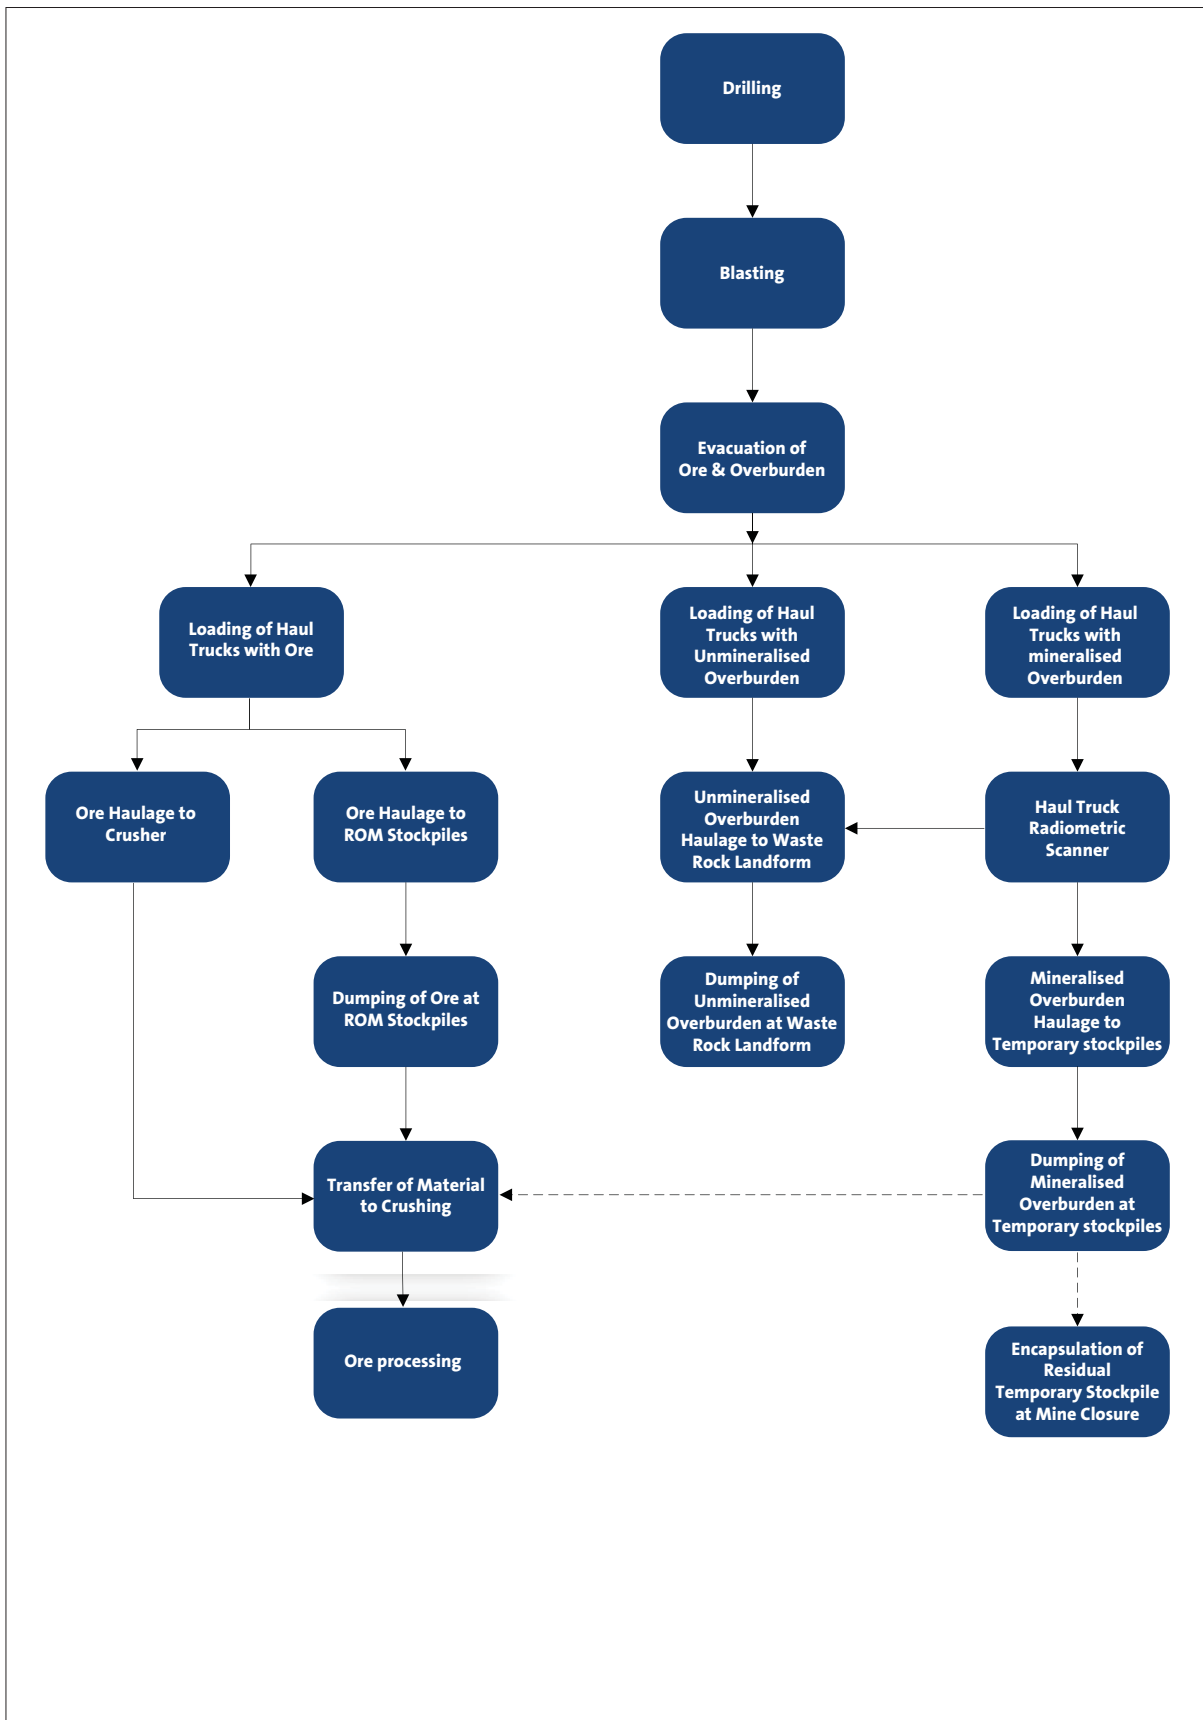 Drilling
Blasting
Evacuation of
Ore & Overburden
Loading of Haul
Trucks with Ore
Loading of Haul
Trucks with
Unmineralised
Overburden
Loading of Haul
Trucks with
mineralised
Overburden
Ore Haulage to
Crusher
Ore Haulage to
ROM Stockpiles
Unmineralised
Overburden
Haulage to Waste
Rock Landform
Haul Truck
Radiometric
Scanner
Dumping of Ore at
ROM Stockpiles
Dumping of
Unmineralised
Overburden at Waste
Rock Landform
Mineralised
Overburden
Haulage to
Temporary stockpiles
Transfer of Material
to Crushing
Dumping of
Mineralised
Overburden at
Temporary stockpiles
Ore processing
Encapsulation of
Residual
Temporary Stockpile
at Mine Closure